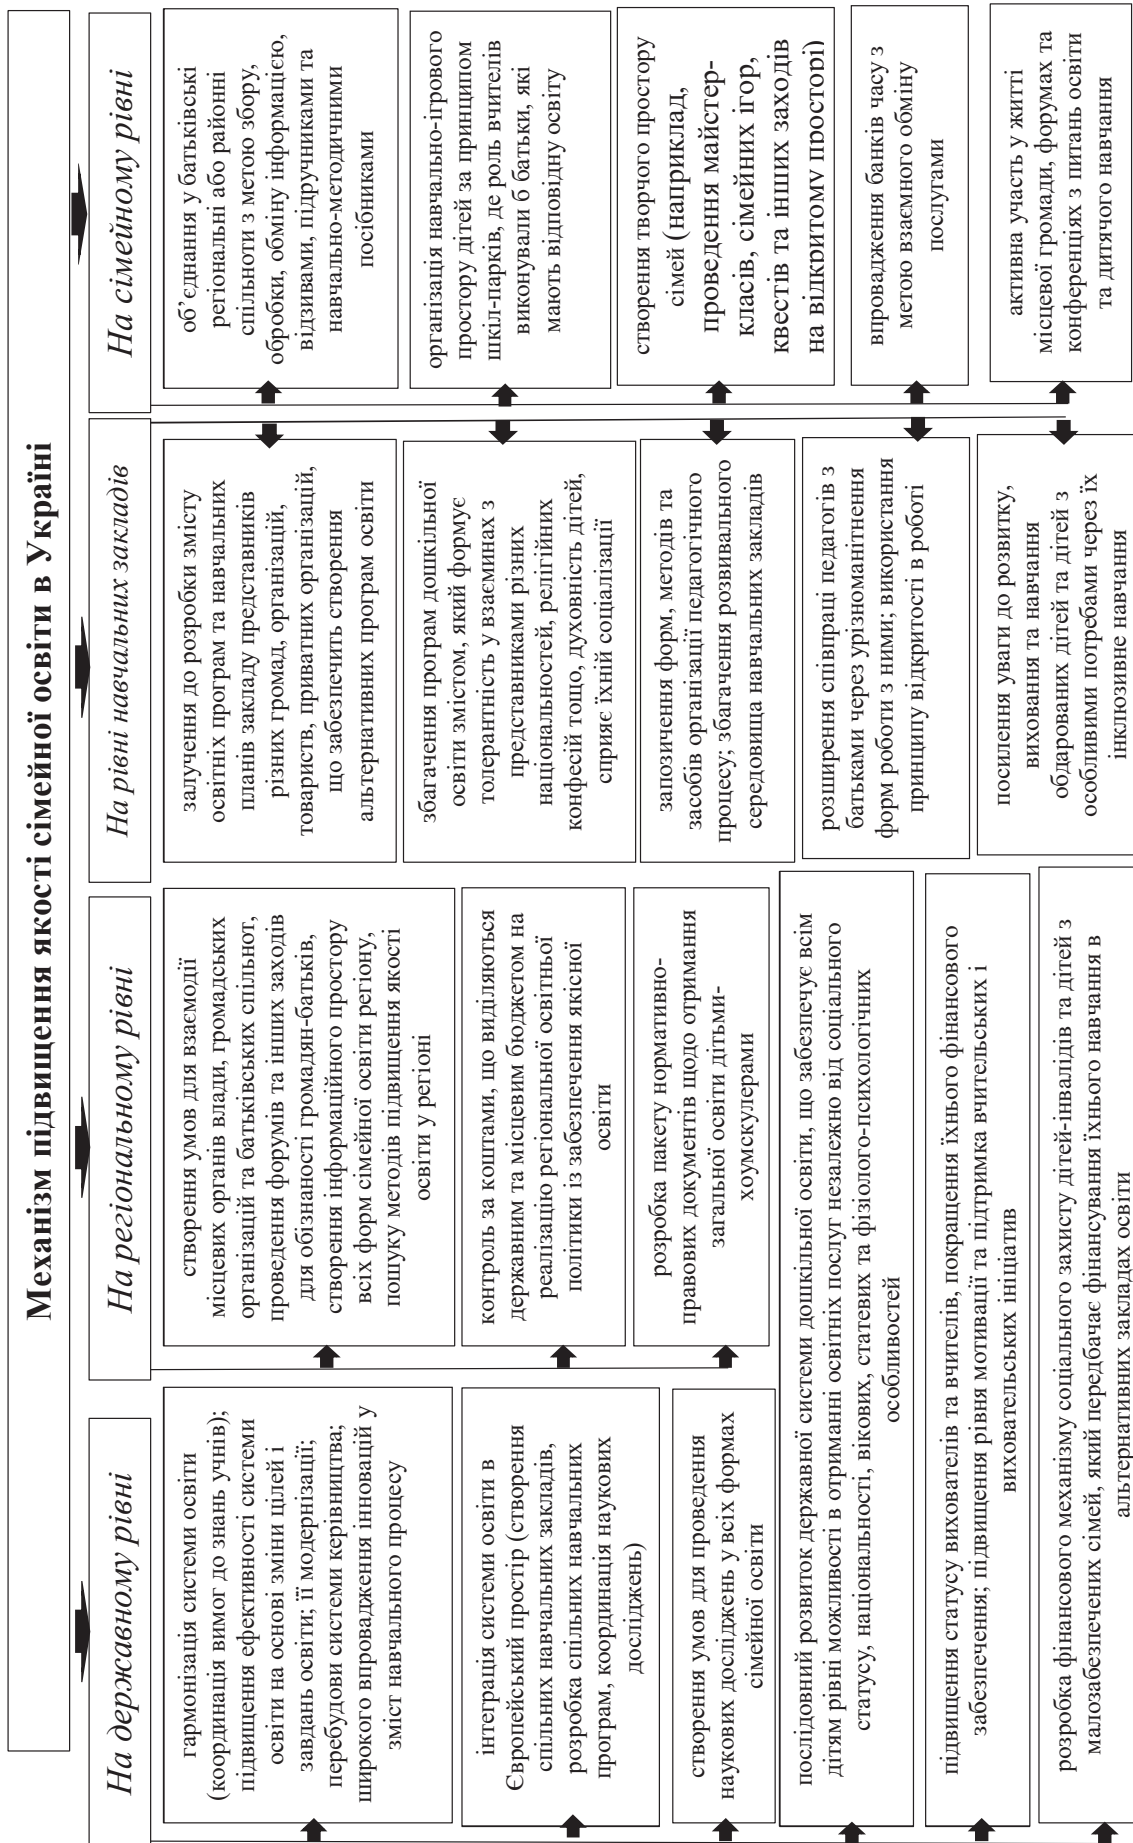 Механізм підвищення якості сімейної освіти в Україні
На державному рівні
гармонізація системи освіти
(координація вимог до знань учнів);
підвищення ефективності системи
освіти на основі зміни цілей і
завдань освіти; її модернізації;
перебудови системи керівництва;
широкого впровадження інновацій у
зміст навчального процесу
інтеграція системи освіти в
Європейський простір (створення
спільних навчальних закладів,
розробка спільних навчальних
програм, координація наукових
досліджень)
створення умов для проведення
наукових досліджень у всіх формах
сімейної освіти
послідовний розвиток державної системи дошкільної освіти, що забезпечує всім
дітям рівні можливості в отриманні освітніх послуг незалежно від соціального
статусу, національності, вікових, статевих та фізіолого-психологічних
особливостей
підвищення статусу вихователів та вчителів, покращення їхнього фінансового
забезпечення; підвищення рівня мотивації та підтримка вчительських і
виховательських ініціатив
розробка фінансового механізму соціального захисту дітей-інвалідів та дітей з
малозабезпечених сімей, який передбачає фінансування їхнього навчання в
альтернативних закладах освіти
На регіональному рівні
створення умов для взаємодії
місцевих органів влади, громадських
організацій та батьківських спільнот,
проведення форумів та інших заходів
для обізнаності громадян-батьків,
створення інформаційного простору
всіх форм сімейної освіти регіону,
пошуку методів підвищення якості
освіти у регіоні
контроль за коштами, що виділяються
державним та місцевим бюджетом на
реалізацію регіональної освітньої
політики із забезпечення якісної
освіти
розробка пакету нормативно-
правових документів щодо отримання
загальної освіти дітьми-
хоумскулерами
На рівні навчальних закладів
залучення до розробки змісту
освітніх програм та навчальних
планів закладу представників
різних громад, організацій,
товариств, приватних організацій,
що забезпечить створення
альтернативних програм освіти
збагачення програм дошкільної
освіти змістом, який формує
толерантність у взаєминах з
представниками різних
національностей, релігійних
конфесій тощо, духовність дітей,
сприяє їхній соціалізації
запозичення форм, методів та
засобів організації педагогічного
процесу; збагачення розвивального
середовища навчальних закладів
розширення співпраці педагогів з
батьками через урізноманітнення
форм роботи з ними; використання
принципу відкритості в роботі
посилення уваги до розвитку,
виховання та навчання
обдарованих дітей та дітей з
особливими потребами через їх
інклюзивне навчання
На сімейному рівні
об’єднання у батьківські
регіональні або районні
спільноти з метою збору,
обробки, обміну інформацією,
відзивами, підручниками та
навчально-методичними
посібниками
організація навчально-ігрового
простору дітей за принципом
шкіл-парків, де роль вчителів
виконували б батьки, які
мають відповідну освіту
створення творчого простору
сімей (наприклад,
проведення майстер-
класів, сімейних ігор,
квестів та інших заходів
на відкритому просторі)
впровадження банків часу з
метою взаємного обміну
послугами
активна участь у житті
місцевої громади, форумах та
конференціях з питань освіти
та дитячого навчання